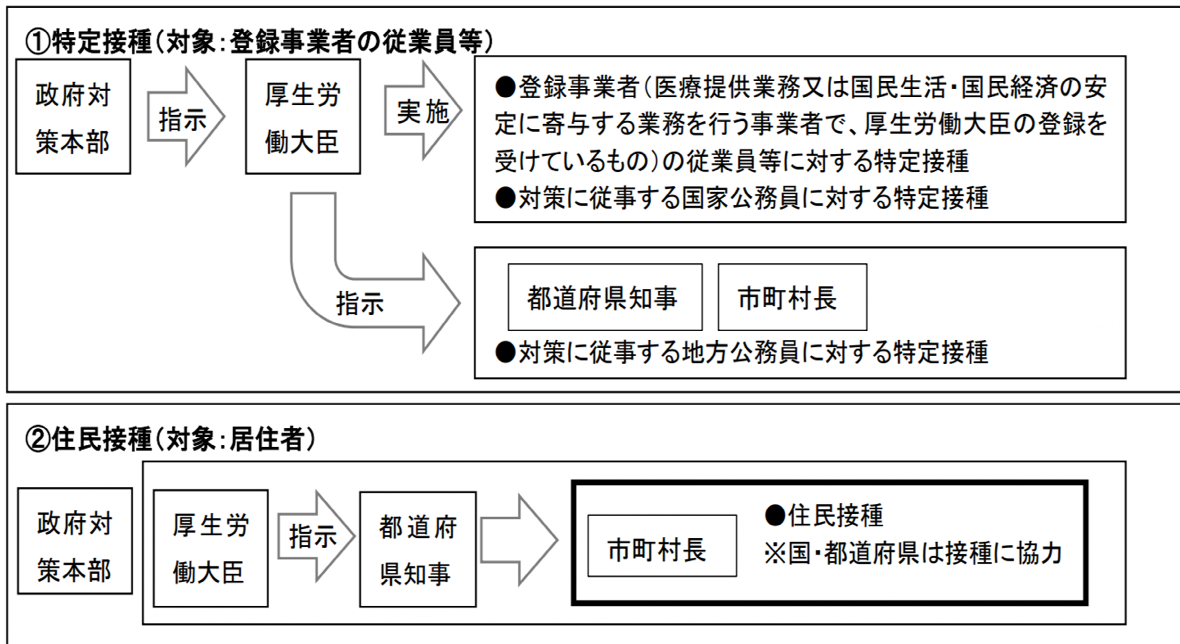 ①特定接種(対象:登録事業者の従業員等)
政府対
策本部
指示
厚生労
働大臣
実施
●登録事業者(医療提供業務又は国民生活・国民経済の安
定に寄与する業務を行う事業者で、厚生労働大臣の登録を
受けているもの)の従業員等に対する特定接種
●対策に従事する国家公務員に対する特定接種
指示
都道府県知事
市町村長
●対策に従事する地方公務員に対する特定接種
②住民接種(対象:居住者)
政府対
策本部
厚生労
働大臣
指示
都道府
県知事
市町村長
●住民接種
※国・都道府県は接種に協力